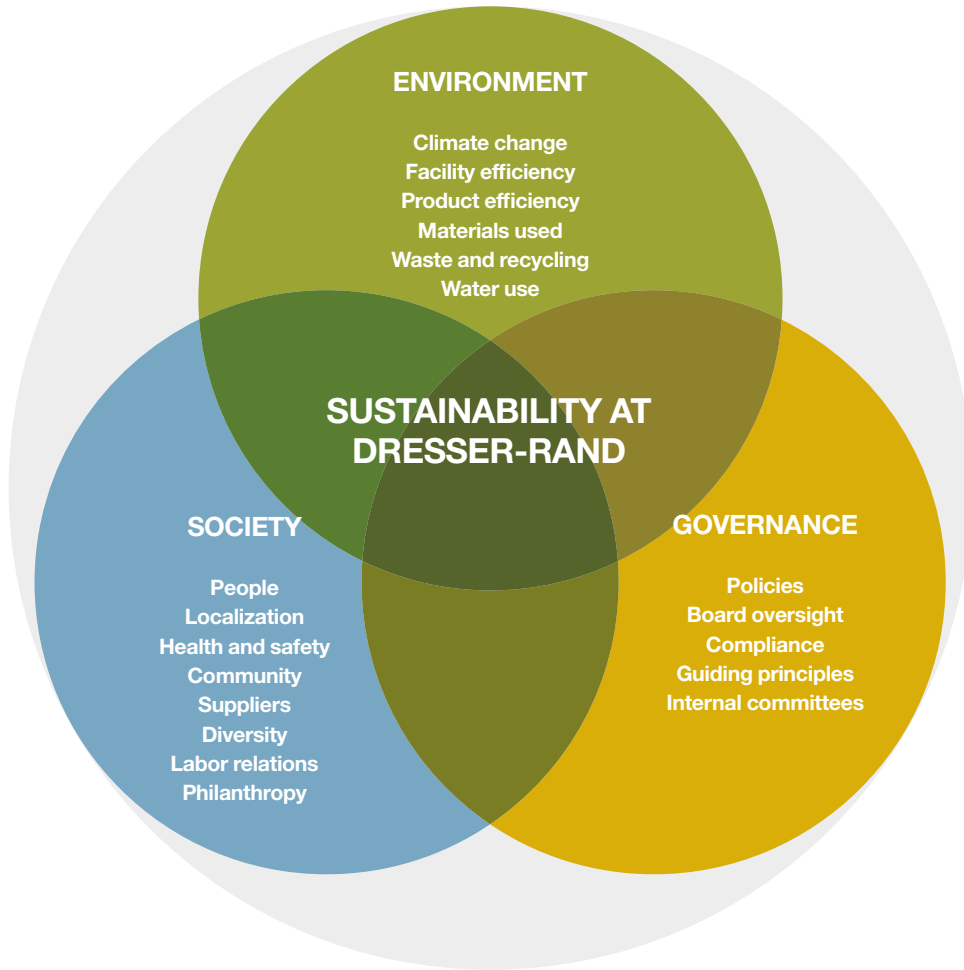 ENVIRONMENT
Climate change
Facility efficiency
Product efficiency
Materials used
Waste and recycling
Water use
SUSTAINABILITY AT
DRESSER-RAND
SOCIETY
People
Localization
Health and safety
Community
Suppliers
Diversity
Labor relations
Philanthropy
GOVERNANCE
Policies
Board oversight
Compliance
Guiding principles
Internal committees